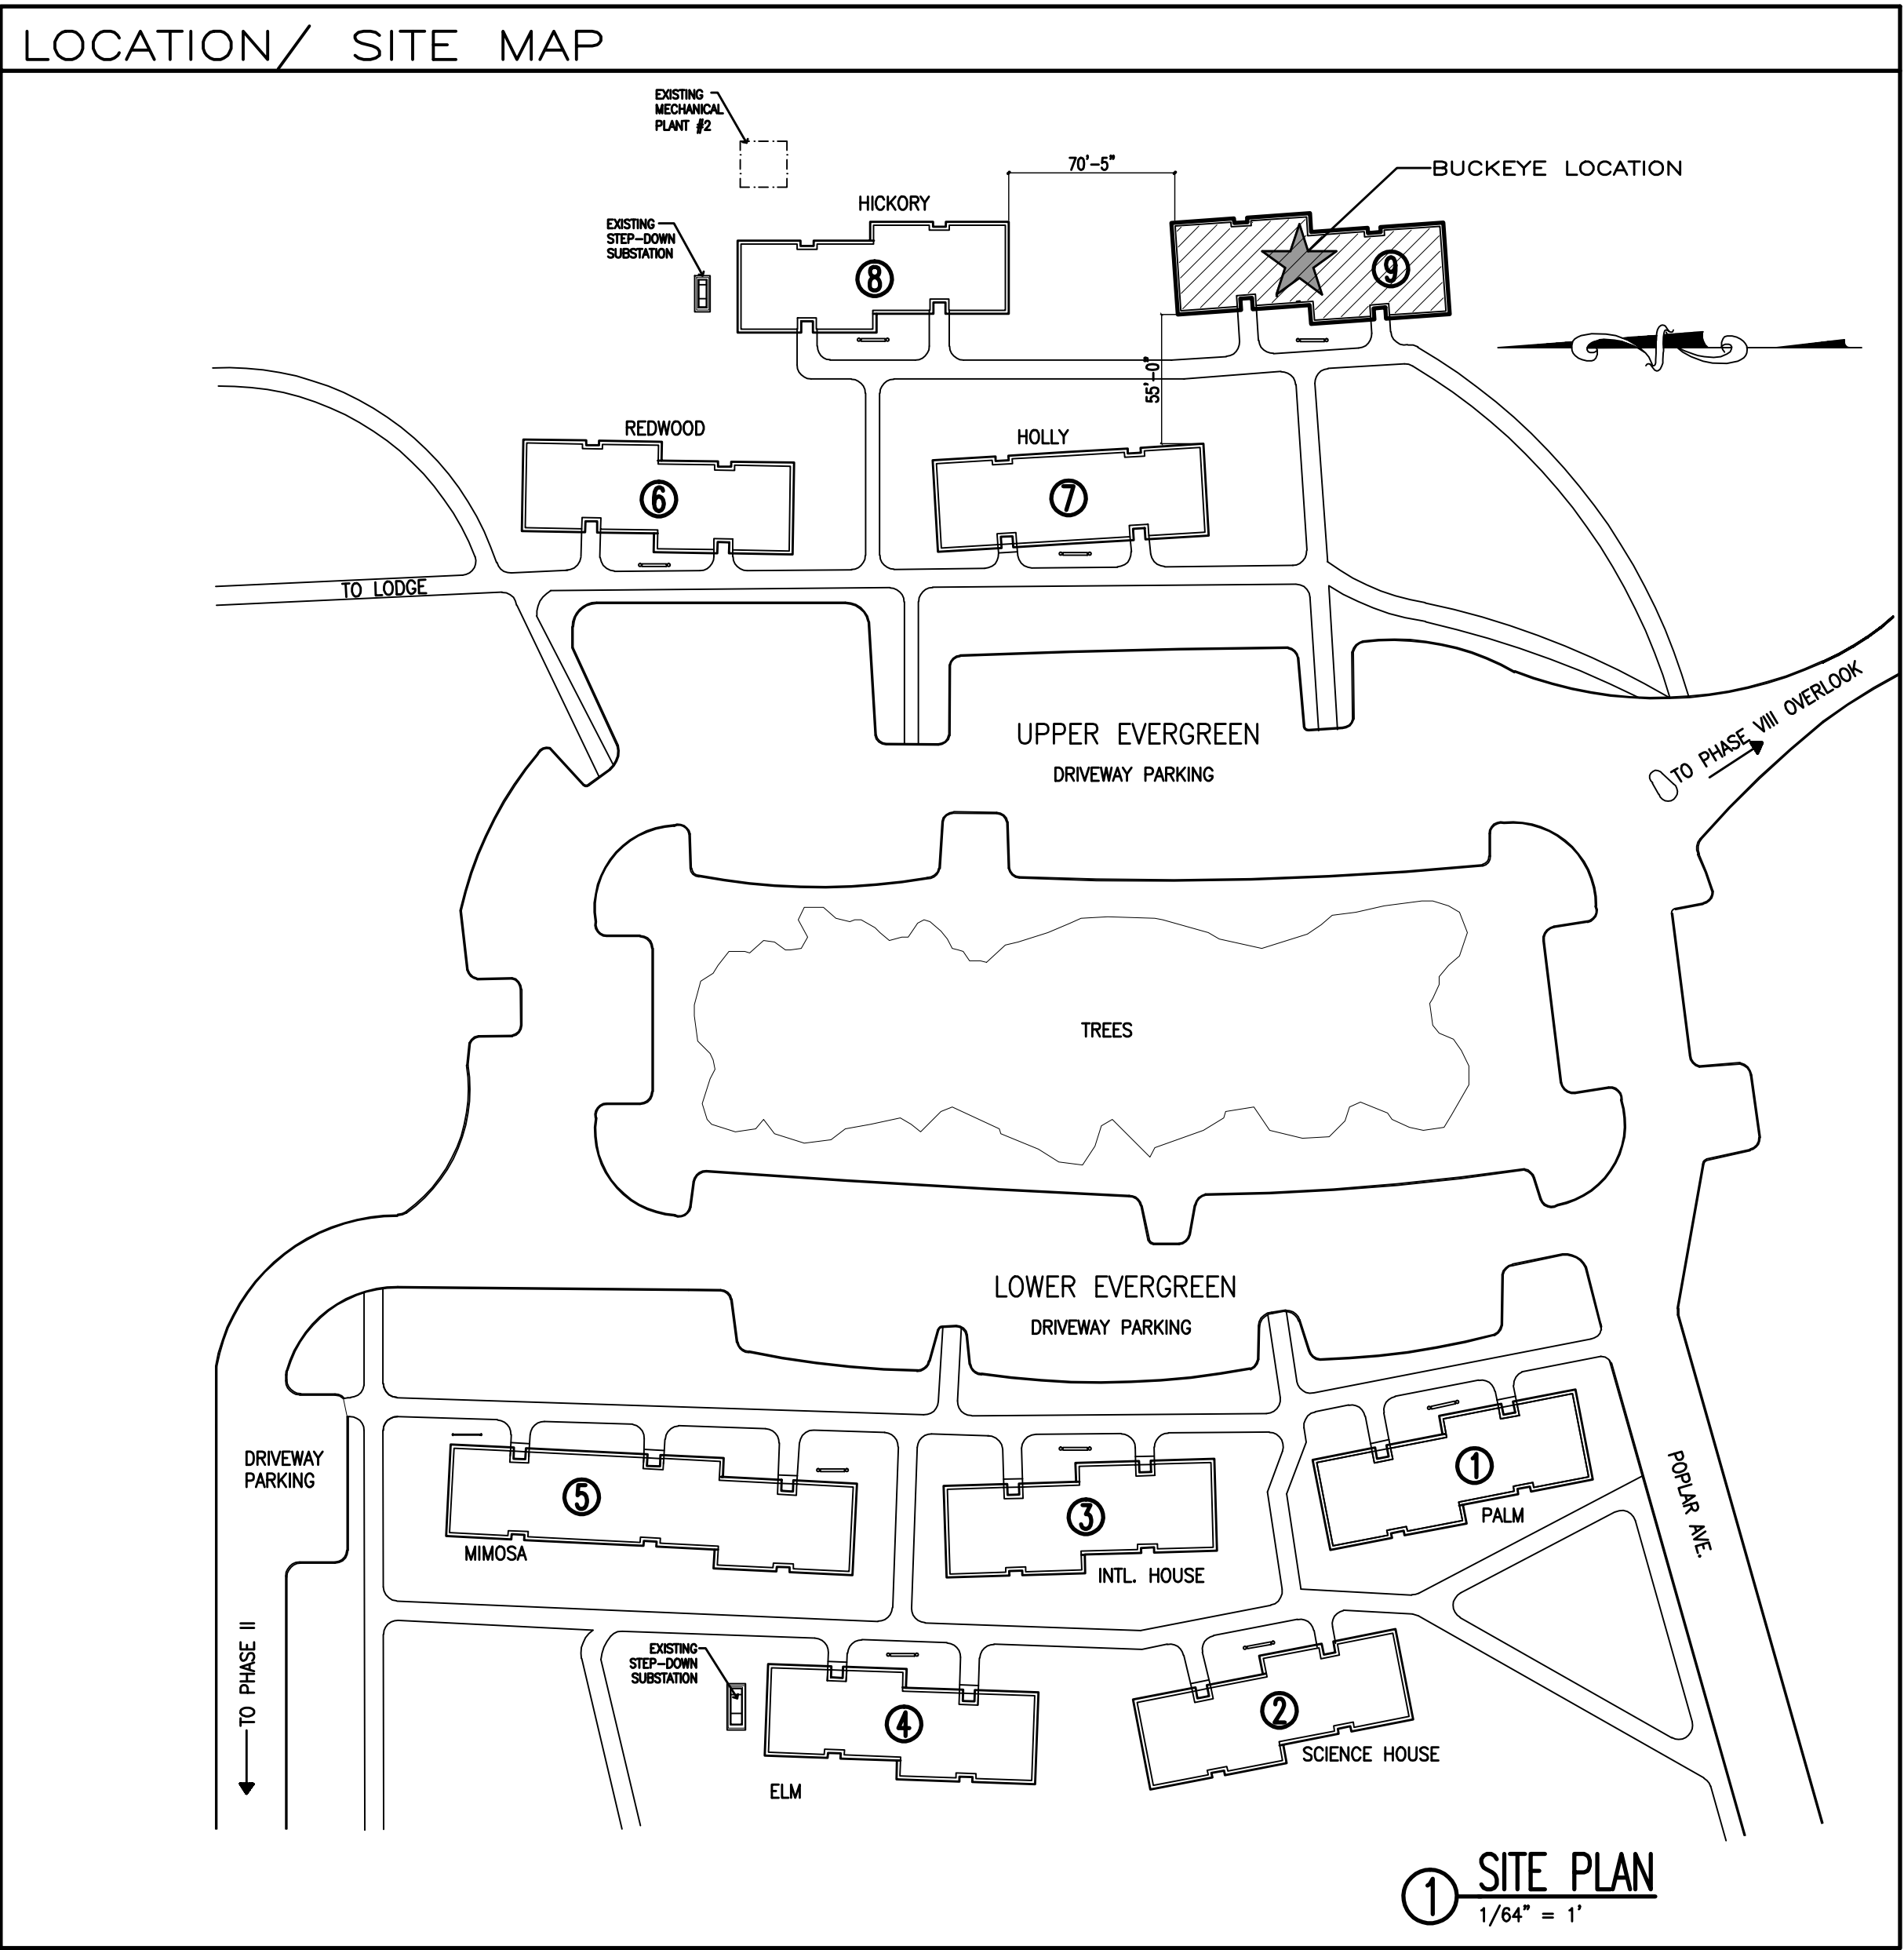 LOCATION/ SITE MAP
EXISTING
MECHANICAL
PLANT #2
70'-5"
BUCKEYE LOCATION
HICKORY
EXISTING
STEP-DOWN
SUBSTATION
8
9
N
55'-0"
REDWOOD
HOLLY
6
7
TO LODGE
UPPER EVERGREEN
DRIVEWAY PARKING
TO PHASE VIII OVERLOOK
TREES
LOWER EVERGREEN
DRIVEWAY PARKING
DRIVEWAY
PARKING
5
MIMOSA
3
INTL. HOUSE
1
PALM
POPLAR AVE.
TO PHASE II
EXISTING
STEP-DOWN
SUBSTATION
4
ELM
2
SCIENCE HOUSE
1
SITE PLAN
1/64" = 1'